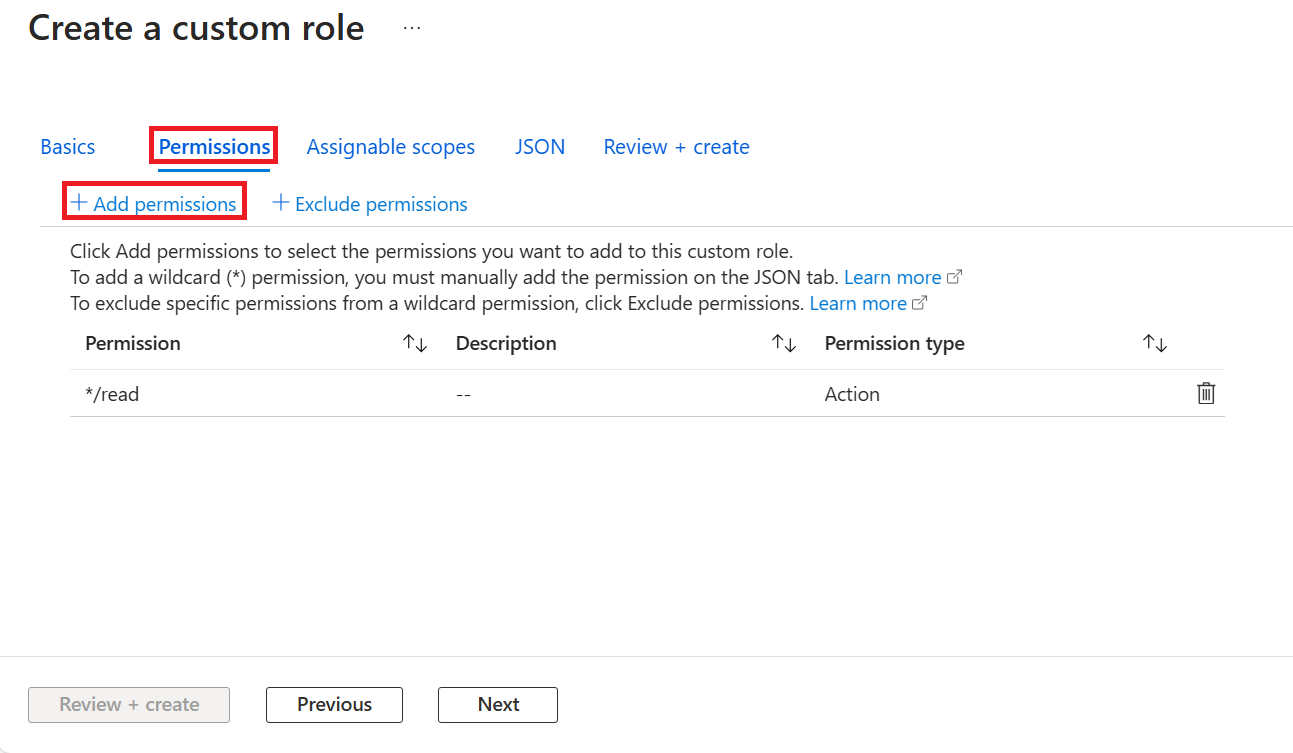 Create a custom role ...
Basics Permissions Assignable scopes JSON Review + create
+ Add permissions + Exclude permissions
Click Add permissions to select the permissions you want to add to this custom role.
To add a wildcard (*) permission, you must manually add the permission on the JSON tab. Learn more
To exclude specific permissions from a wildcard permission, click Exclude permissions. Learn more
Permission ↑↓ Description ↑↓ Permission type ↑↓
*/read -- Action
Review + create Previous Next